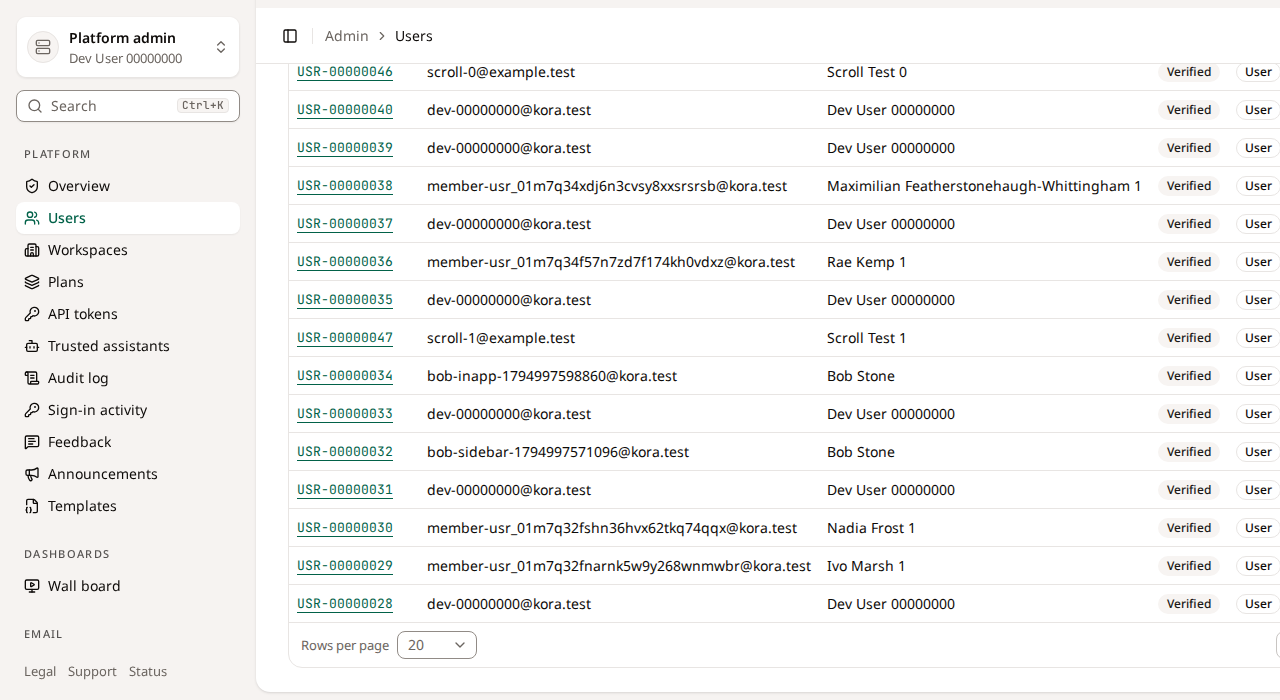 Platform admin
Dev User 00000000
Search Ctrl+K
PLATFORM
Overview
Users
Workspaces
Plans
API tokens
Trusted assistants
Audit log
Sign-in activity
Feedback
Announcements
Templates
DASHBOARDS
Wall board
EMAIL
Legal Support Status
Admin > Users
USR-00000046 scroll-0@example.test Scroll Test 0 Verified User
USR-00000040 dev-00000000@kora.test Dev User 00000000 Verified User
USR-00000039 dev-00000000@kora.test Dev User 00000000 Verified User
USR-00000038 member-usr_01m7q34xdj6n3cvsy8xxsrsrsb@kora.test Maximilian Featherstonehaugh-Whittingham 1 Verified User
USR-00000037 dev-00000000@kora.test Dev User 00000000 Verified User
USR-00000036 member-usr_01m7q34f57n7zd7f174kh0vdxz@kora.test Rae Kemp 1 Verified User
USR-00000035 dev-00000000@kora.test Dev User 00000000 Verified User
USR-00000047 scroll-1@example.test Scroll Test 1 Verified User
USR-00000034 bob-inapp-1794997598860@kora.test Bob Stone Verified User
USR-00000033 dev-00000000@kora.test Dev User 00000000 Verified User
USR-00000032 bob-sidebar-1794997571096@kora.test Bob Stone Verified User
USR-00000031 dev-00000000@kora.test Dev User 00000000 Verified User
USR-00000030 member-usr_01m7q32fshn36hvx62tkq74qqx@kora.test Nadia Frost 1 Verified User
USR-00000029 member-usr_01m7q32fnarnk5w9y268wnmwbr@kora.test Ivo Marsh 1 Verified User
USR-00000028 dev-00000000@kora.test Dev User 00000000 Verified User
Rows per page 20